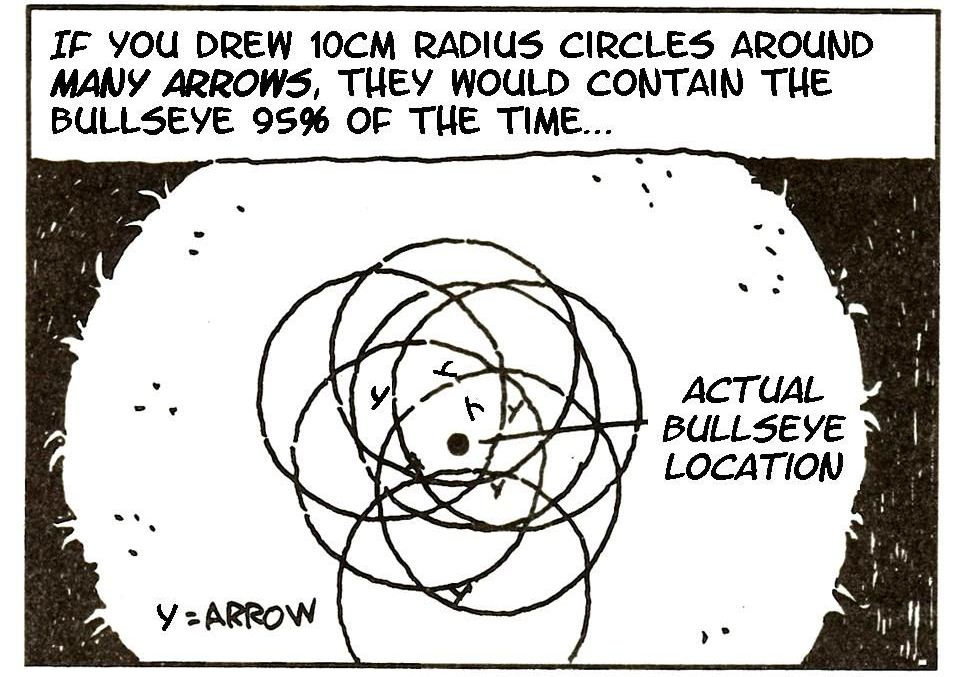 IF YOU DREW 10CM RADIUS CIRCLES AROUND
MANY ARROWS, THEY WOULD CONTAIN THE
BULLSEYE 95% OF THE TIME...
ACTUAL
BULLSEYE
LOCATION
Y = ARROW